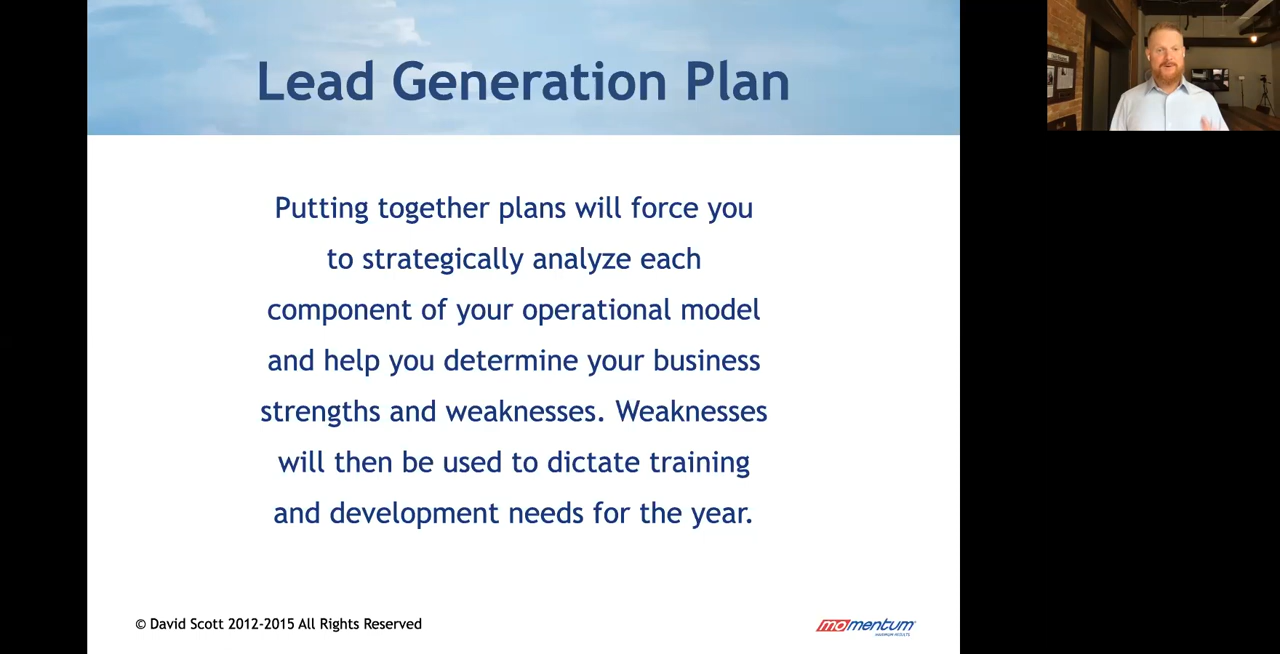 Lead Generation Plan
Putting together plans will force you
to strategically analyze each
component of your operational model
and help you determine your business
strengths and weaknesses. Weaknesses
will then be used to dictate training
and development needs for the year.
© David Scott 2012-2015 All Rights Reserved
momentum